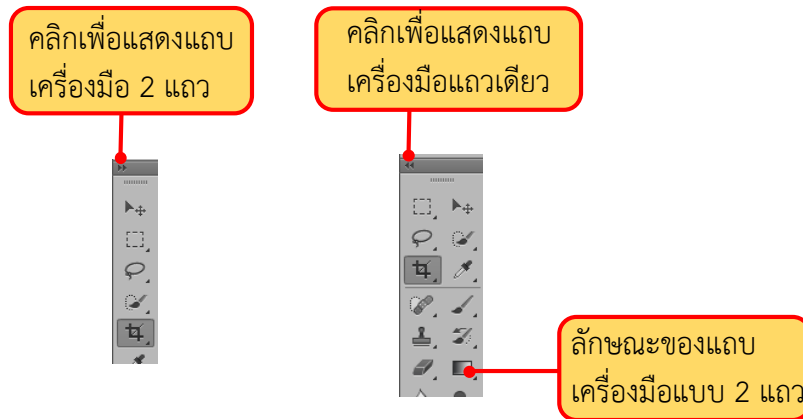 คลิกเพื่อแสดงแถบ
เครื่องมือ 2 แถว
คลิกเพื่อแสดงแถบ
เครื่องมือแถวเดียว
ลักษณะของแถบ
เครื่องมือแบบ 2 แถว